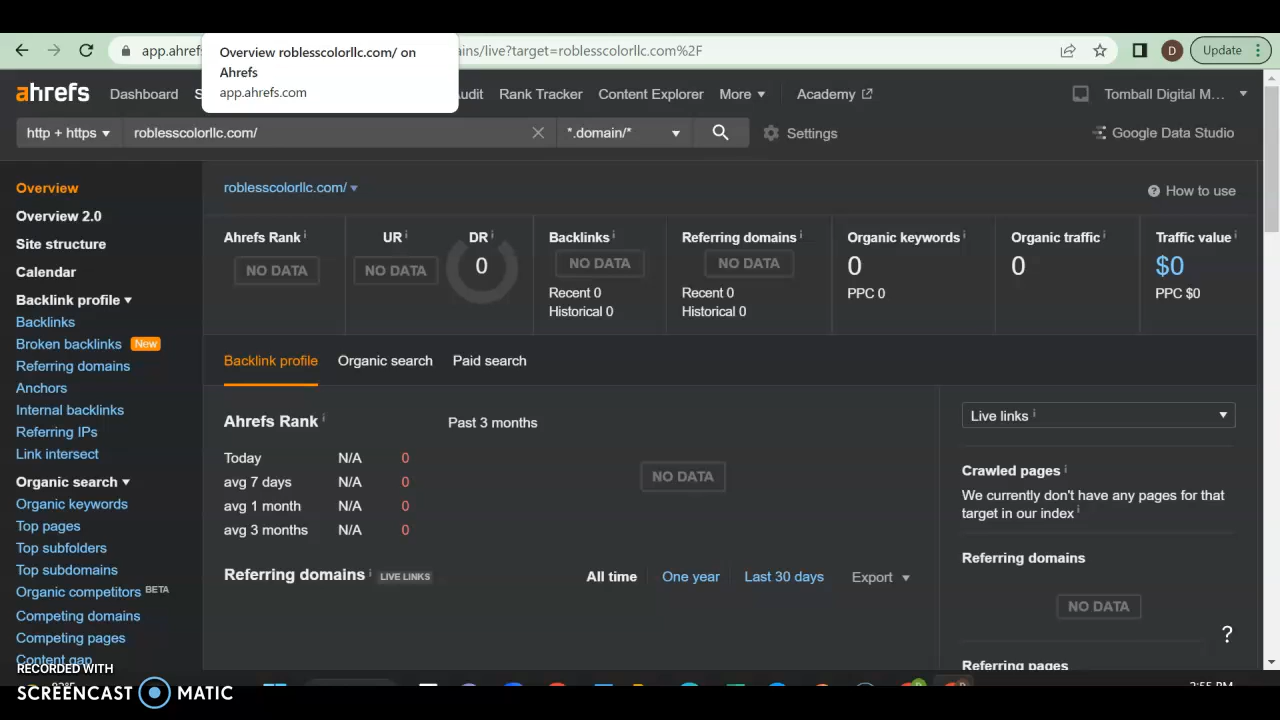 app.ahref
ains/live?target=roblesscolorllc.com%2F
D
Update
Overview roblesscolorllc.com/ on
Ahrefs
app.ahrefs.com
ahrefs
Dashboard
S
Audit
Rank Tracker
Content Explorer
More
Academy
Tomball Digital M...
http + https
roblesscolorllc.com/
*.domain/*
Settings
Google Data Studio
Overview
Overview 2.0
Site structure
Calendar
Backlink profile
Backlinks
Broken backlinks New
Referring domains
Anchors
Internal backlinks
Referring IPs
Link intersect
Organic search
Organic keywords
Top pages
Top subfolders
Top subdomains
Organic competitors BETA
Competing domains
Competing pages
Content gap
roblesscolorllc.com/
? How to use
Ahrefs Rank i
NO DATA
UR i
NO DATA
DR i
0
Backlinks i
NO DATA
Recent 0
Historical 0
Referring domains i
NO DATA
Recent 0
Historical 0
Organic keywords i
0
PPC 0
Organic traffic i
0
Traffic value i
$0
PPC $0
Backlink profile
Organic search
Paid search
Ahrefs Rank i
Past 3 months
Today N/A 0
avg 7 days N/A 0
avg 1 month N/A 0
avg 3 months N/A 0
NO DATA
Referring domains i LIVE LINKS
All time
One year
Last 30 days
Export
Live links i
Crawled pages i
We currently don't have any pages for that
target in our index i
Referring domains
NO DATA
?
Referring pages
RECORDED WITH
SCREENCAST MATIC